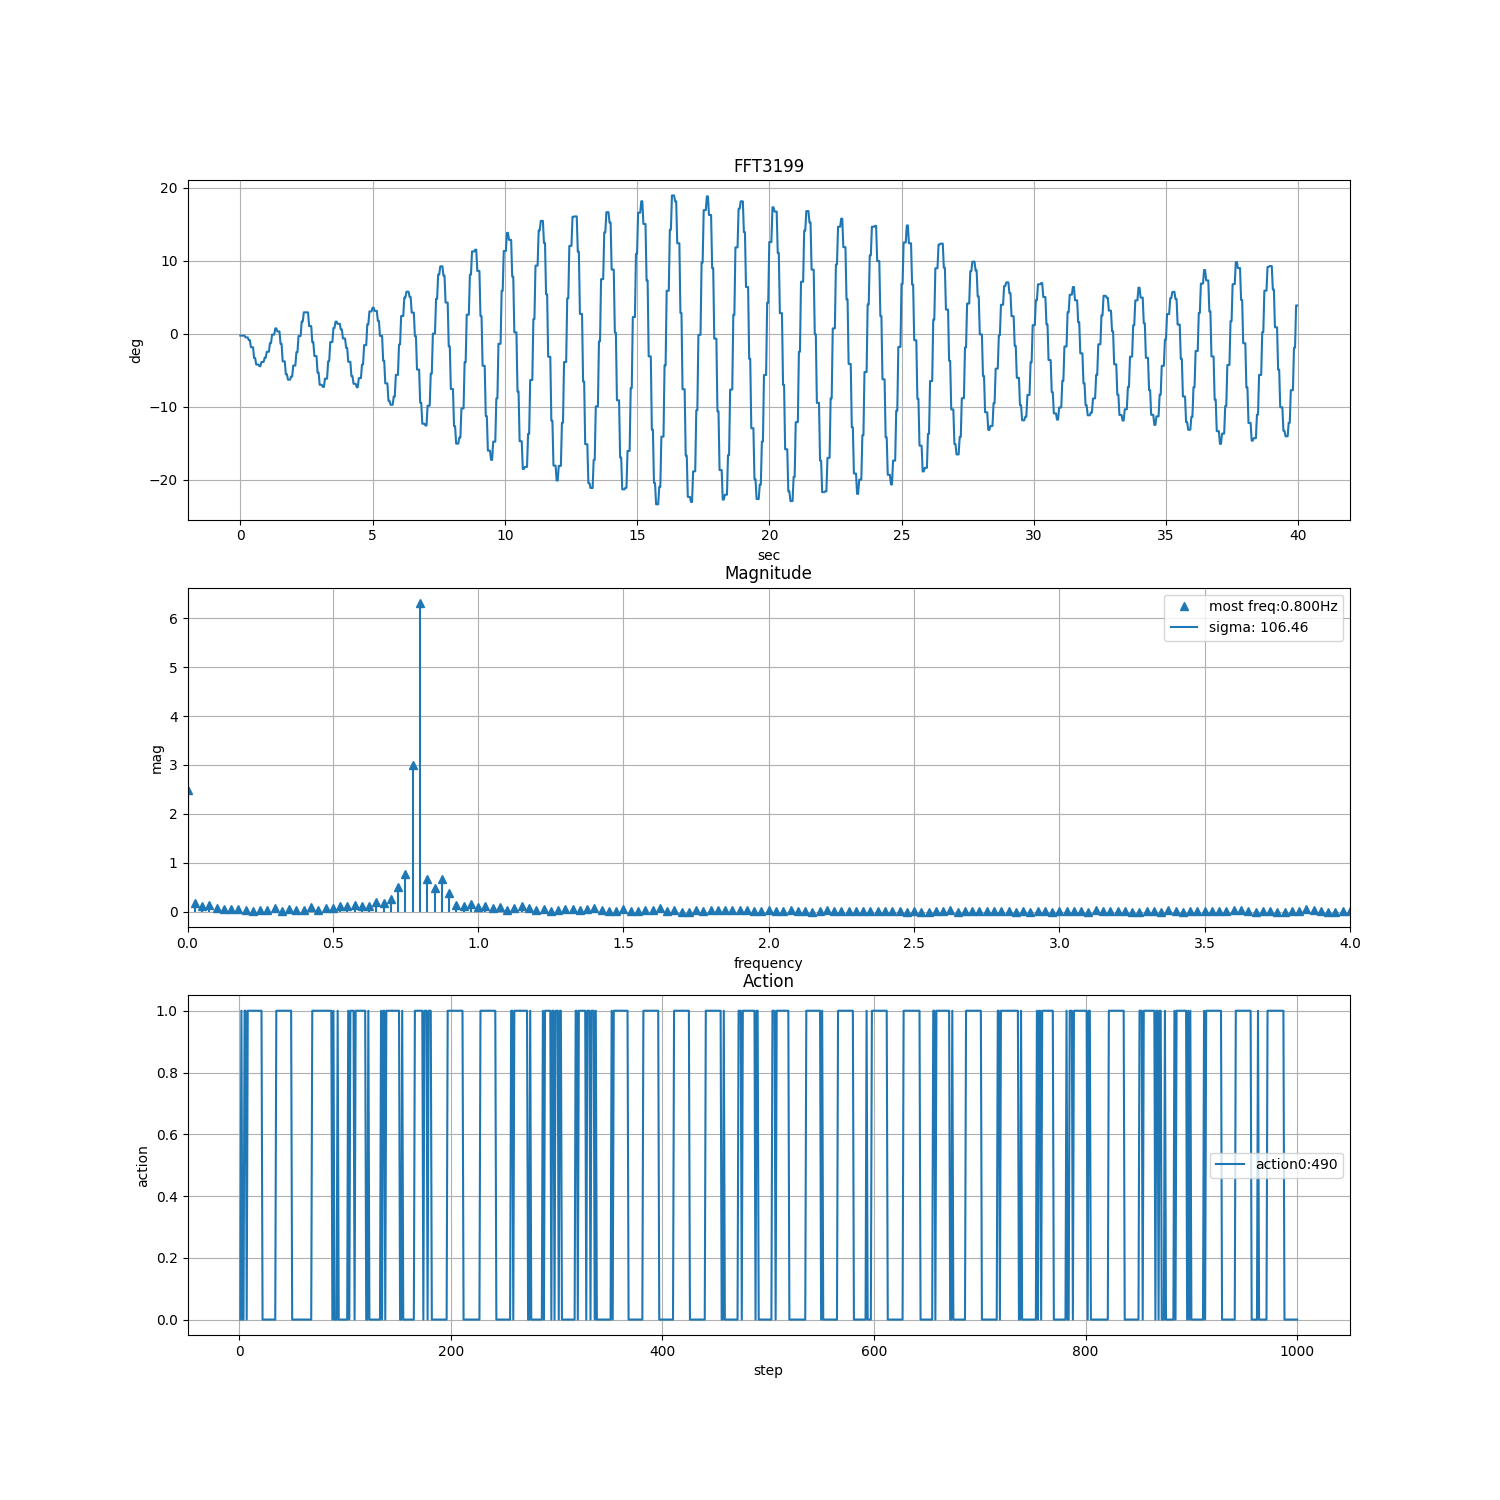 FFT3199
20
10
0
−10
−20
deg
0 5 10 15 20 25 30 35 40
sec
Magnitude
6
5
4
3
2
1
0
mag
most freq:0.800Hz
sigma: 106.46
0.0 0.5 1.0 1.5 2.0 2.5 3.0 3.5 4.0
frequency
Action
1.0
0.8
0.6
0.4
0.2
0.0
action
action0:490
0 200 400 600 800 1000
step